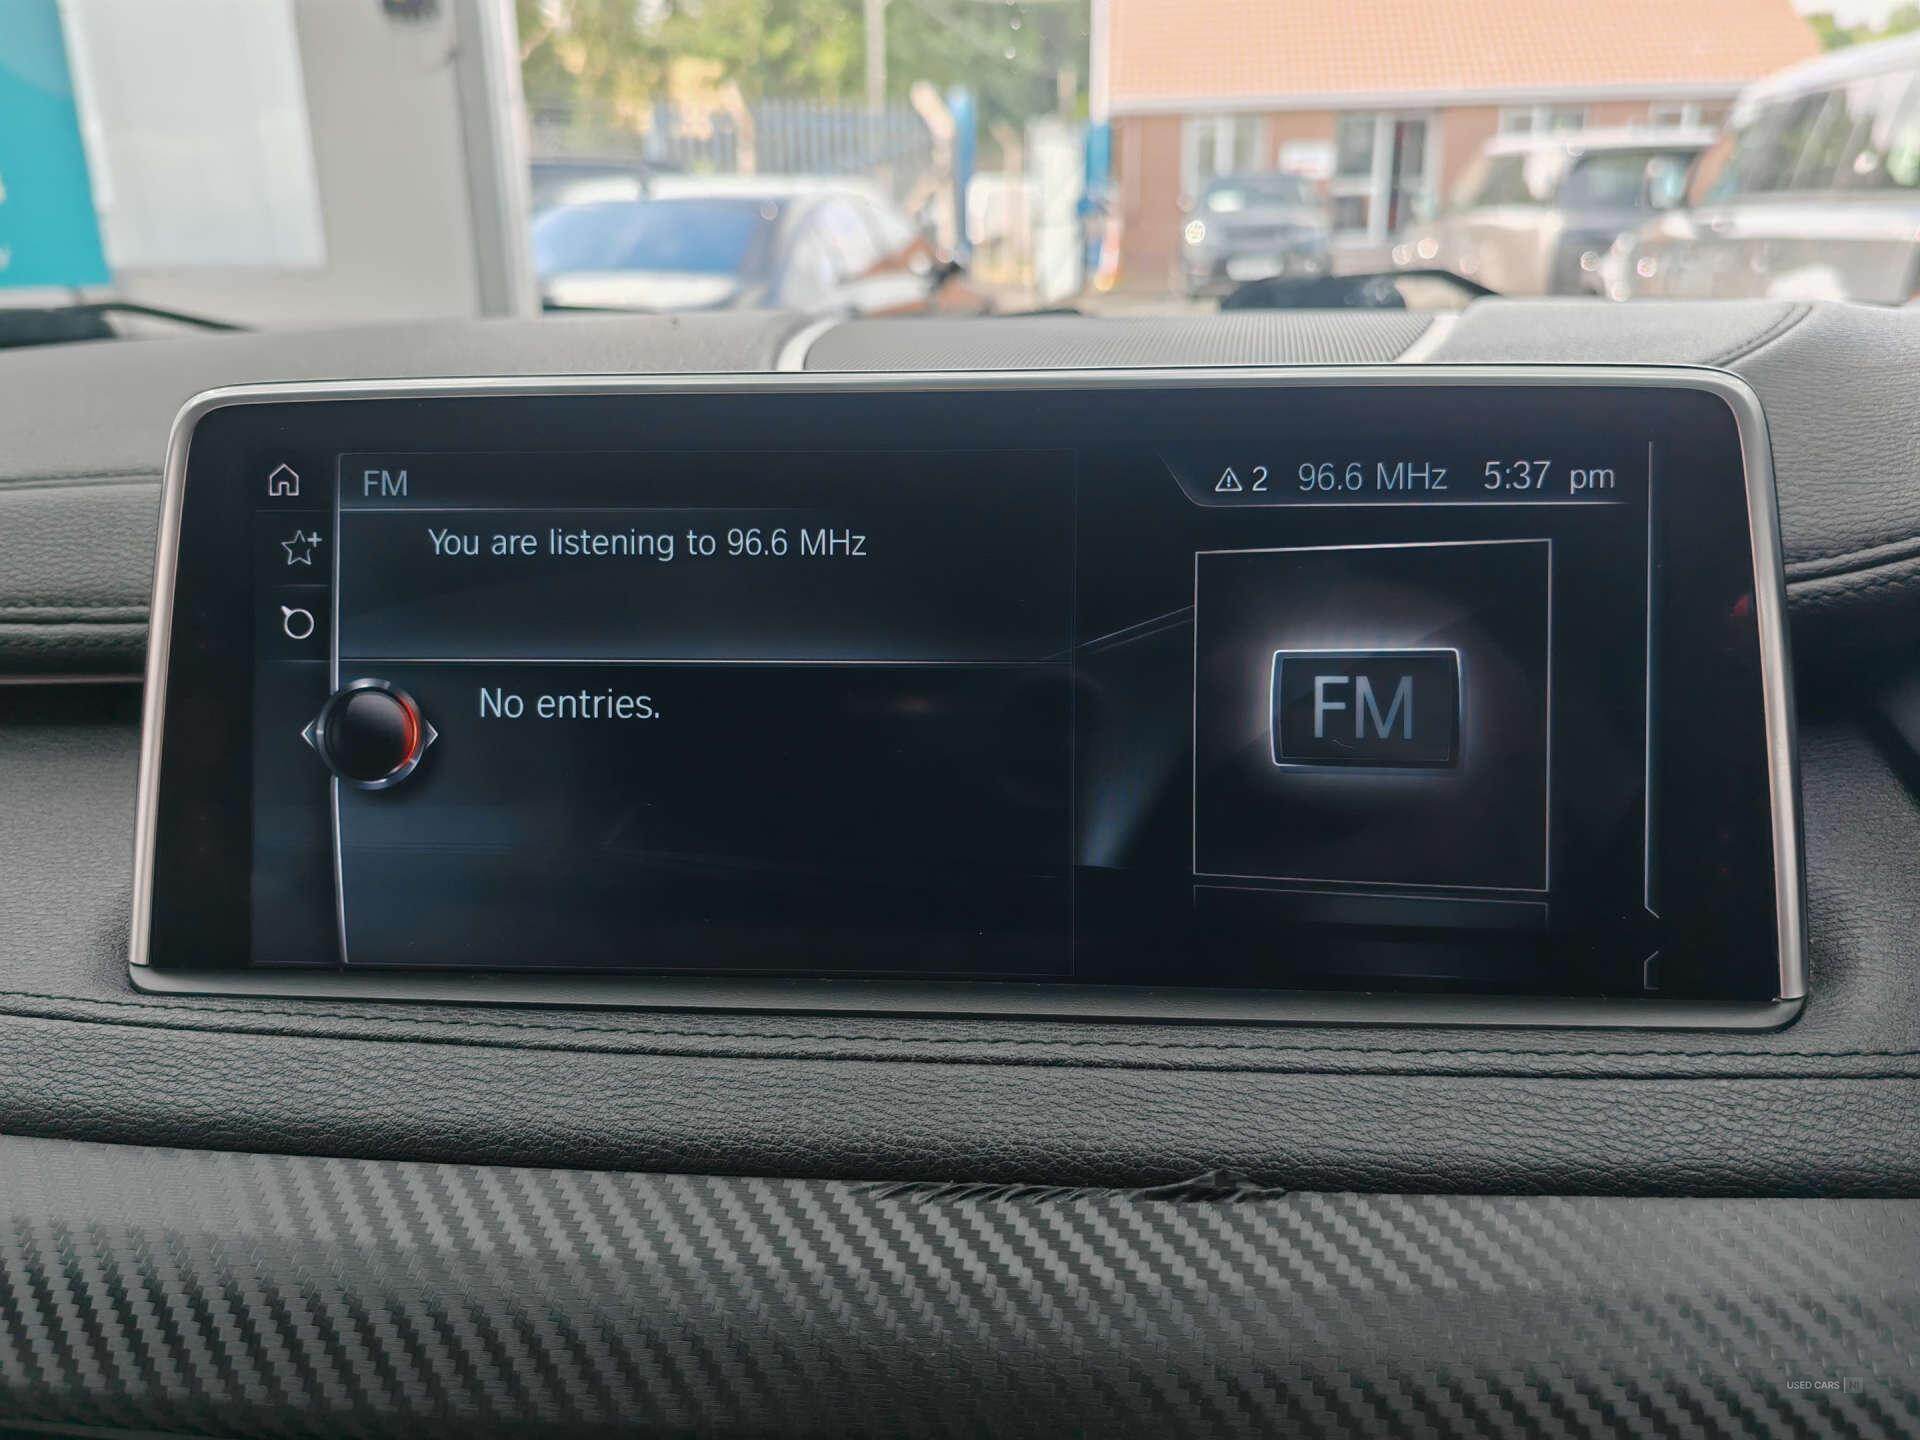 FM
2 96.6 MHz 5:37 pm
You are listening to 96.6 MHz
No entries.
FM
USED CARS NI